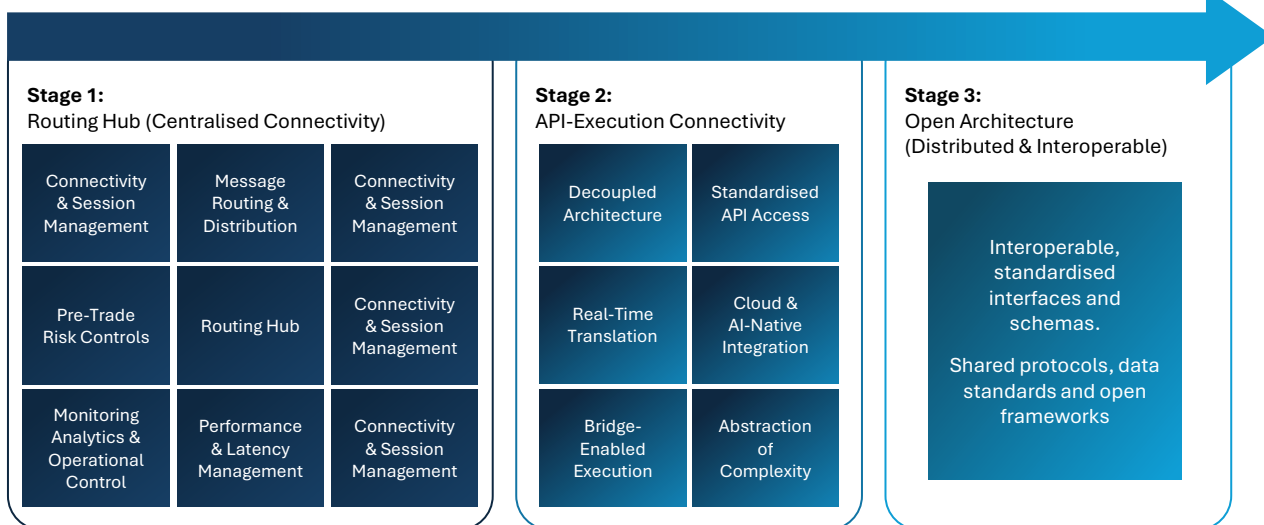 Stage 1:
Routing Hub (Centralised Connectivity)
Connectivity
& Session
Management
Message
Routing &
Distribution
Connectivity
& Session
Management
Pre-Trade
Risk Controls
Routing Hub
Connectivity
& Session
Management
Monitoring
Analytics &
Operational
Control
Performance
& Latency
Management
Connectivity
& Session
Management
Stage 2:
API-Execution Connectivity
Decoupled
Architecture
Standardised
API Access
Real-Time
Translation
Cloud &
AI-Native
Integration
Bridge-
Enabled
Execution
Abstraction
of
Complexity
Stage 3:
Open Architecture
(Distributed & Interoperable)
Interoperable,
standardised
interfaces and
schemas.
Shared protocols, data
standards and open
frameworks